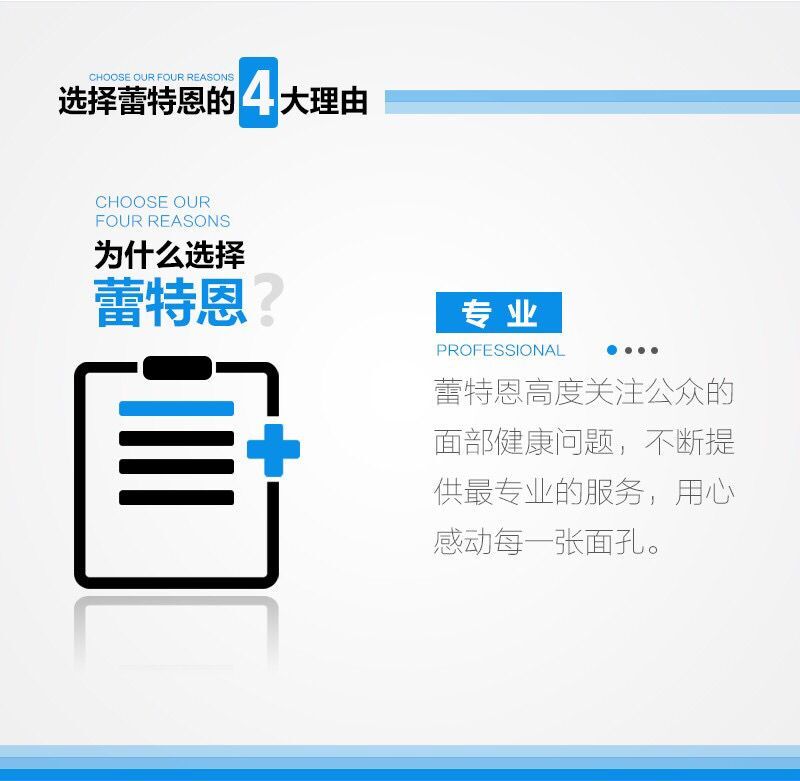 CHOOSE OUR FOUR REASONS
选择蕾特恩的4大理由
CHOOSE OUR
FOUR REASONS
为什么选择
蕾特恩?
专业
PROFESSIONAL
蕾特恩高度关注公众的
面部健康问题，不断提
供最专业的服务，用心
感动每一张面孔。